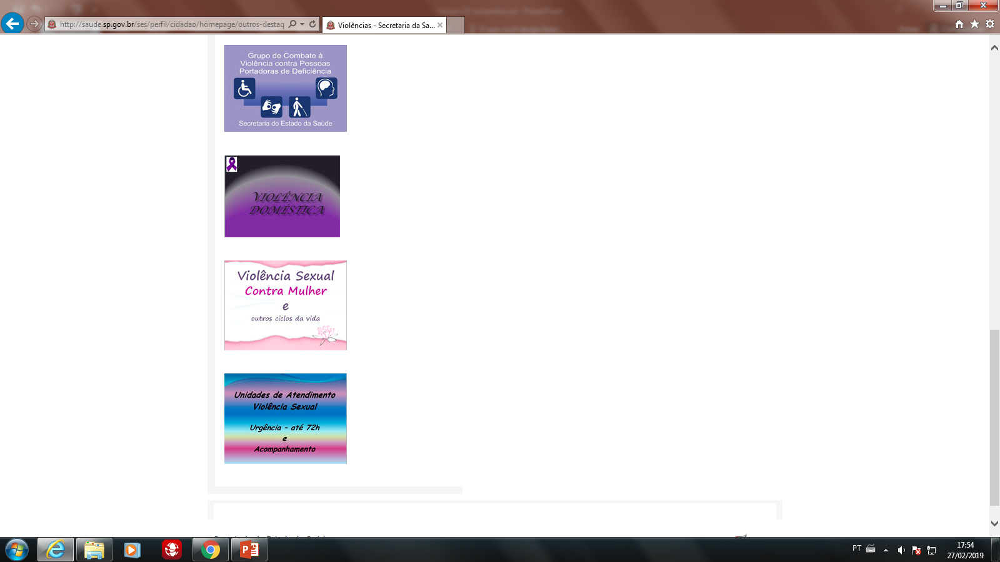 http://saude.sp.gov.br/ses/perfil/cidadao/homepage/outros-destaq
Violências - Secretaria da Sa...
Grupo de Combate à
Violência contra Pessoas
Portadoras de Deficiência
Secretaria do Estado da Saúde
VIOLÊNCIA
DOMÉSTICA
Violência Sexual
Contra Mulher
e
outros ciclos da vida
Unidades de Atendimento
Violência Sexual
Urgência - até 72h
e
Acompanhamento
PT
17:54
27/02/2019